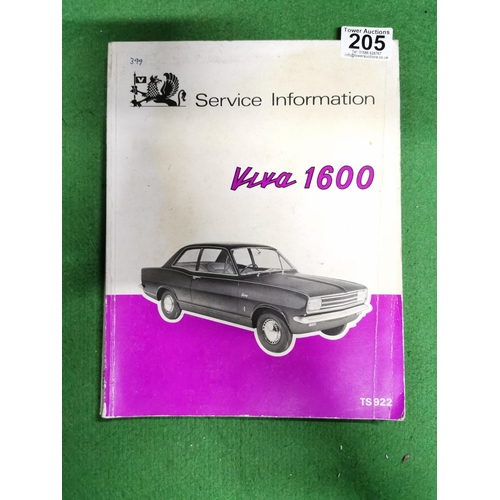 Tower Auctions
205
399
V
Service Information
Viva 1600
TS922